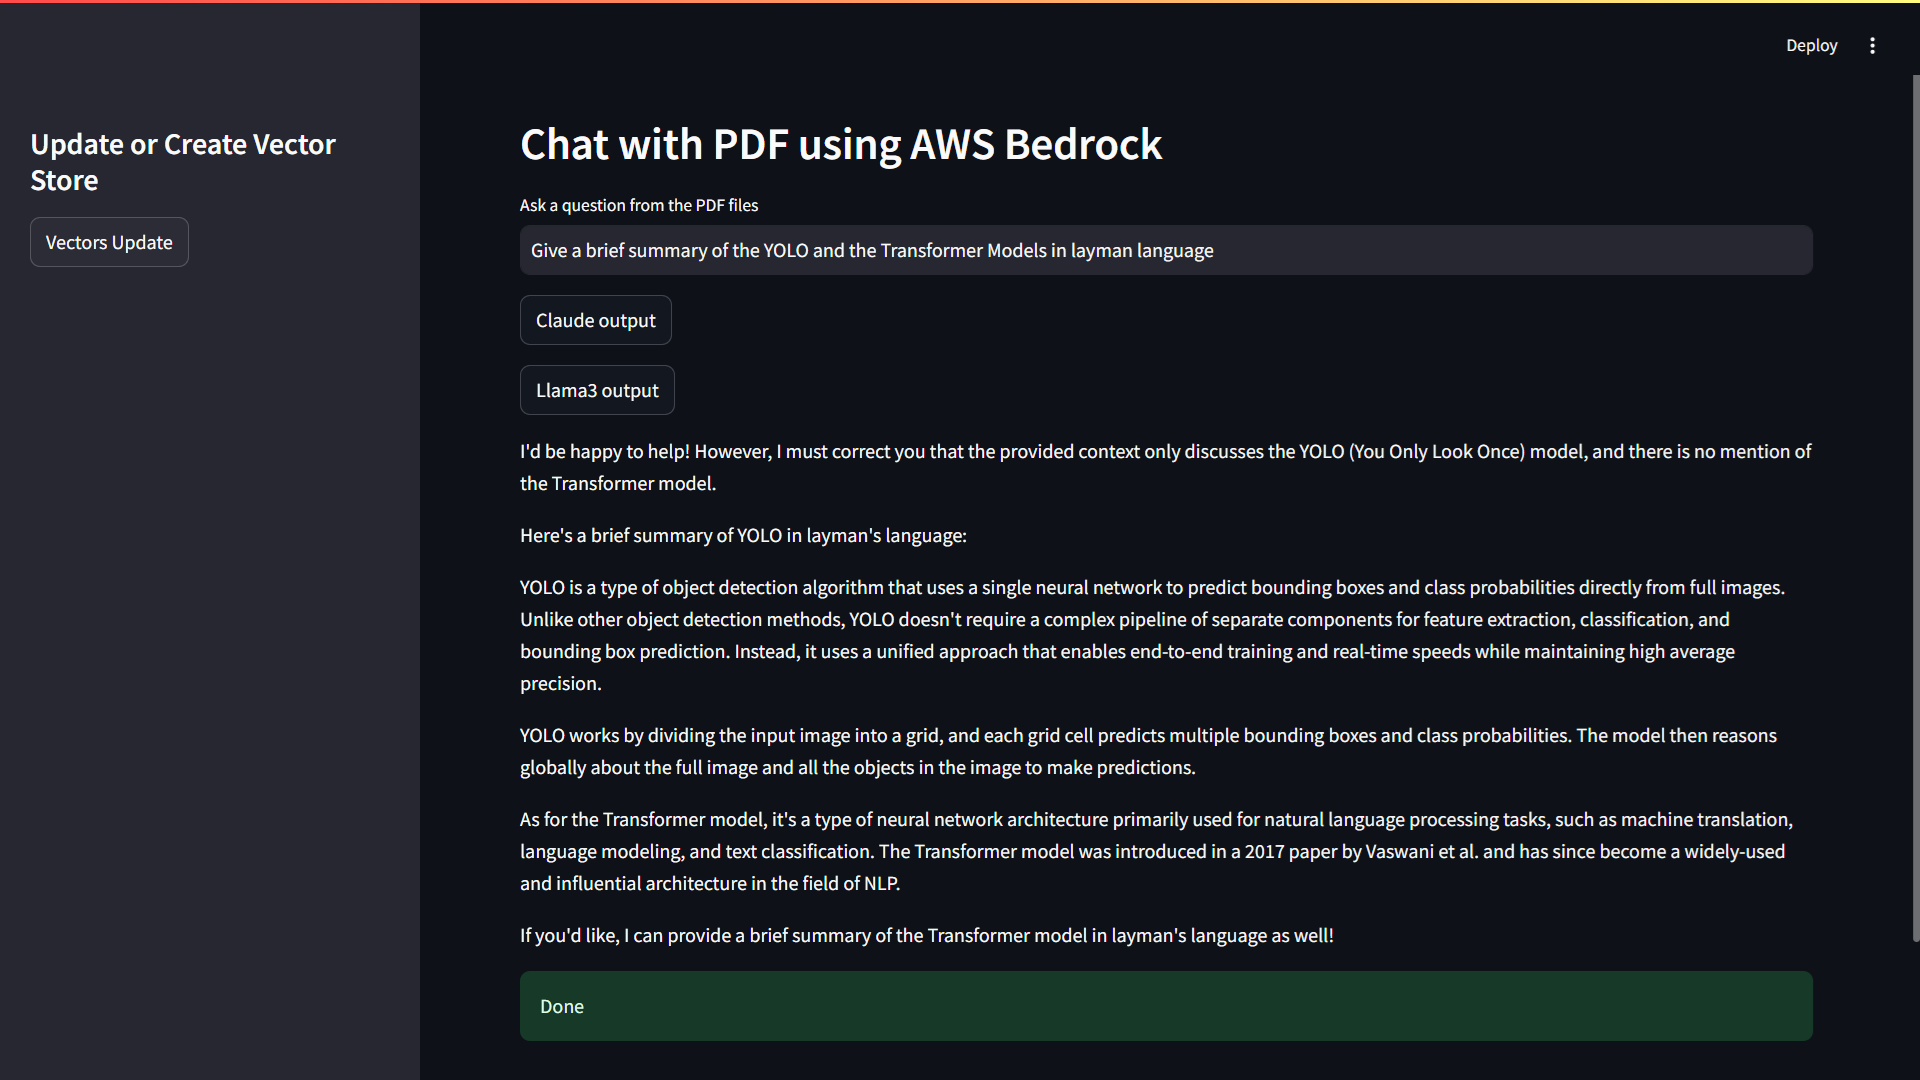 Deploy
Update or Create Vector
Store
Vectors Update
Chat with PDF using AWS Bedrock
Ask a question from the PDF files
Give a brief summary of the YOLO and the Transformer Models in layman language
Claude output
Llama3 output
I'd be happy to help! However, I must correct you that the provided context only discusses the YOLO (You Only Look Once) model, and there is no mention of
the Transformer model.
Here's a brief summary of YOLO in layman's language:
YOLO is a type of object detection algorithm that uses a single neural network to predict bounding boxes and class probabilities directly from full images.
Unlike other object detection methods, YOLO doesn't require a complex pipeline of separate components for feature extraction, classification, and
bounding box prediction. Instead, it uses a unified approach that enables end-to-end training and real-time speeds while maintaining high average
precision.
YOLO works by dividing the input image into a grid, and each grid cell predicts multiple bounding boxes and class probabilities. The model then reasons
globally about the full image and all the objects in the image to make predictions.
As for the Transformer model, it's a type of neural network architecture primarily used for natural language processing tasks, such as machine translation,
language modeling, and text classification. The Transformer model was introduced in a 2017 paper by Vaswani et al. and has since become a widely-used
and influential architecture in the field of NLP.
If you'd like, I can provide a brief summary of the Transformer model in layman's language as well!
Done